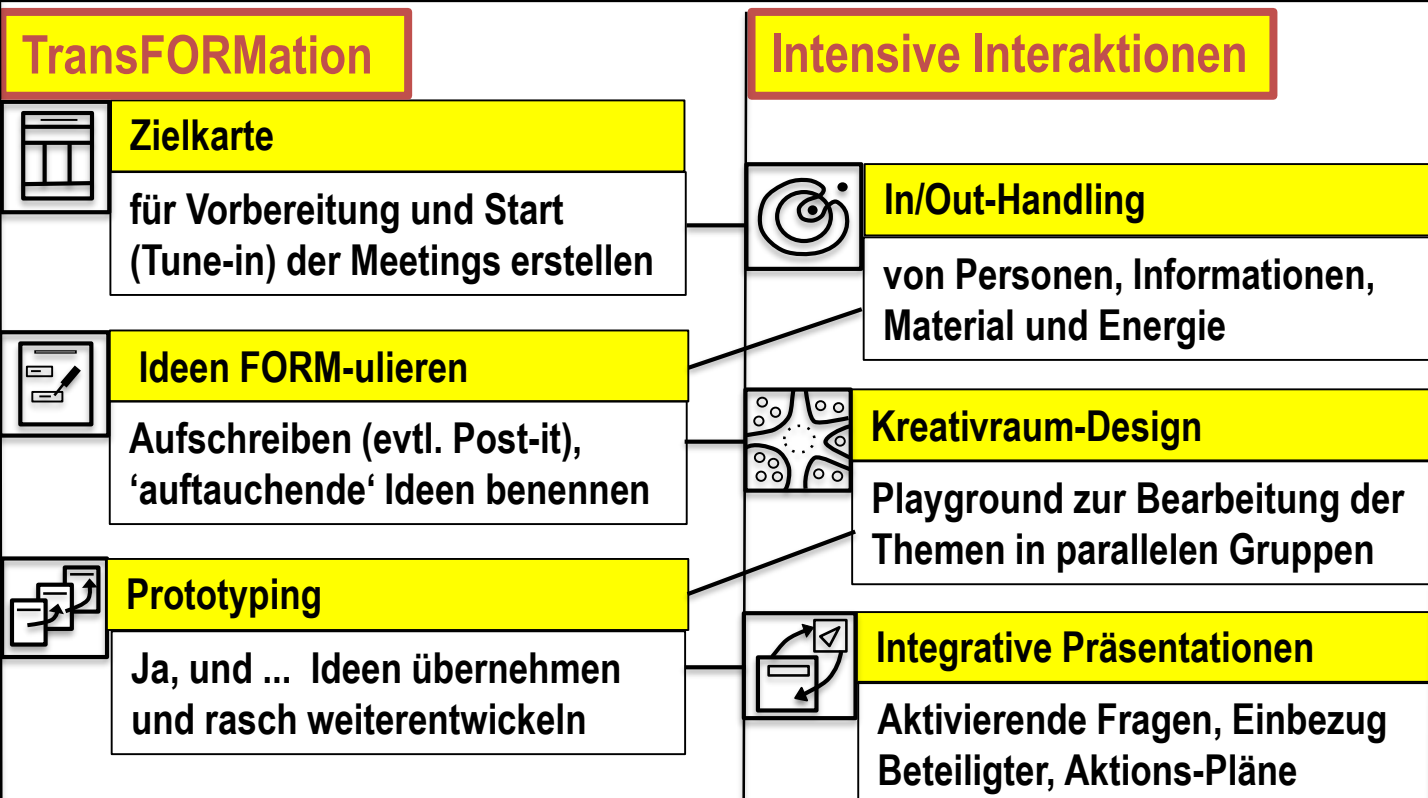 TransFORMation
Zielkarte
für Vorbereitung und Start
(Tune-in) der Meetings erstellen
Ideen FORM-ulieren
Aufschreiben (evtl. Post-it),
‘auftauchende‘ Ideen benennen
Prototyping
Ja, und ... Ideen übernehmen
und rasch weiterentwickeln
Intensive Interaktionen
In/Out-Handling
von Personen, Informationen,
Material und Energie
Kreativraum-Design
Playground zur Bearbeitung der
Themen in parallelen Gruppen
Integrative Präsentationen
Aktivierende Fragen, Einbezug
Beteiligter, Aktions-Pläne